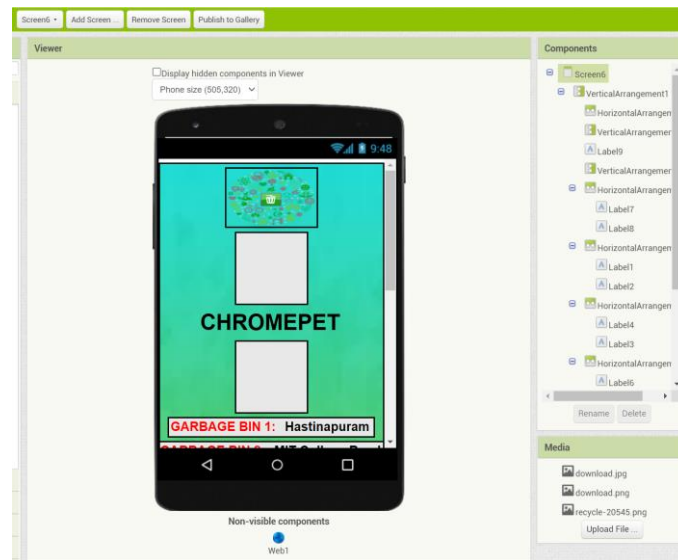 Screen6
Add Screen ...
Remove Screen
Publish to Gallery
Viewer
Display hidden components in Viewer
Phone size (505,320)
9:48
CHROMEPET
GARBAGE BIN 1: Hastinapuram
Non-visible components
Web1
Components
Screen6
VerticalArrangement1
HorizontalArrangen
VerticalArrangemer
Label9
VerticalArrangemer
HorizontalArrangen
Label7
Label8
HorizontalArrangen
Label1
Label2
HorizontalArrangen
Label4
Label3
HorizontalArrangen
Label6
Rename
Delete
Media
download.jpg
download.png
recycle-20545.png
Upload File ...